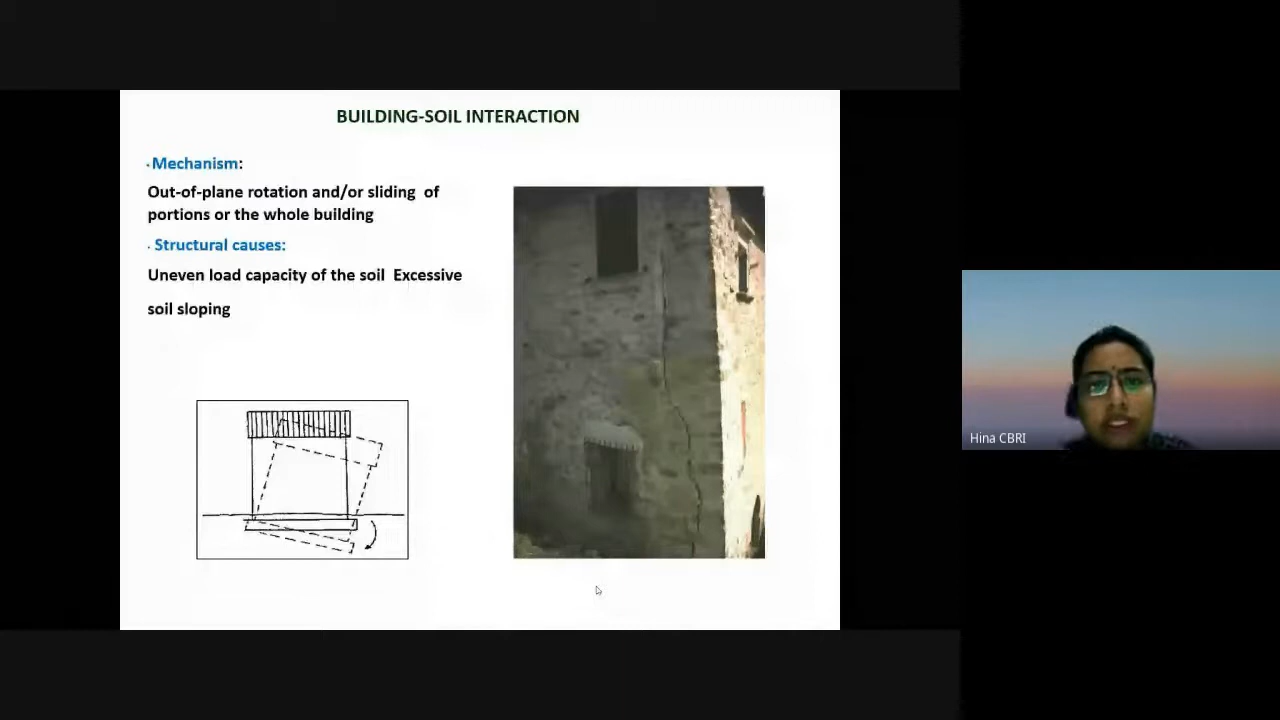 BUILDING-SOIL INTERACTION
·Mechanism:
Out-of-plane rotation and/or sliding of
portions or the whole building
· Structural causes:
Uneven load capacity of the soil Excessive
soil sloping
Hina CBRI